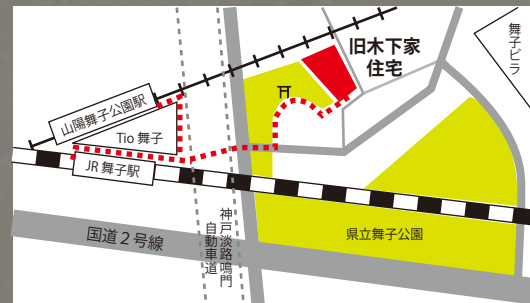 旧木下家
住宅
舞子ビラ
山陽舞子公園駅
Tio 舞子
JR 舞子駅
神戸淡路鳴門
自動車道
国道2号線
県立舞子公園